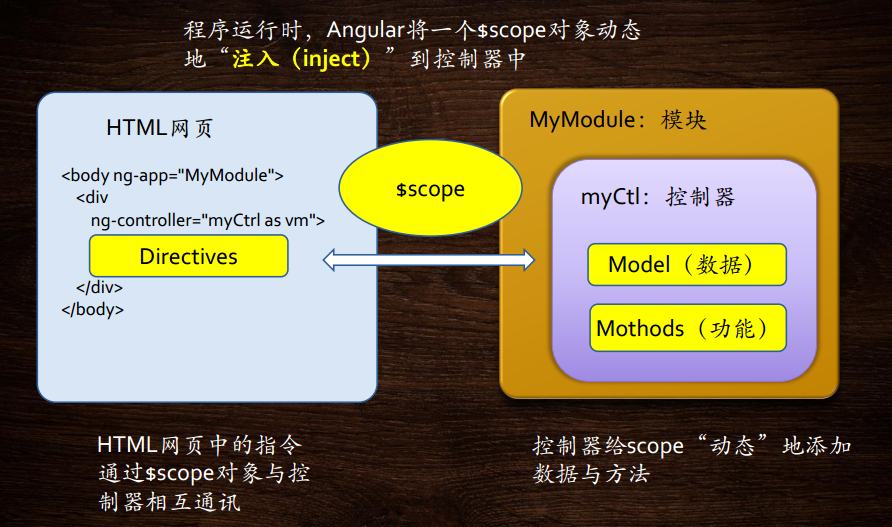 程序运行时，Angular将一个$scope对象动态
地“注入（inject）”到控制器中
HTML网页
<body ng-app="MyModule">
<div
ng-controller="myCtrl as vm">
Directives
</div>
</body>
$scope
MyModule：模块
myCtl：控制器
Model（数据）
Mothods（功能）
HTML网页中的指令
通过$scope对象与控
制器相互通讯
控制器给scope“动态”地添加
数据与方法